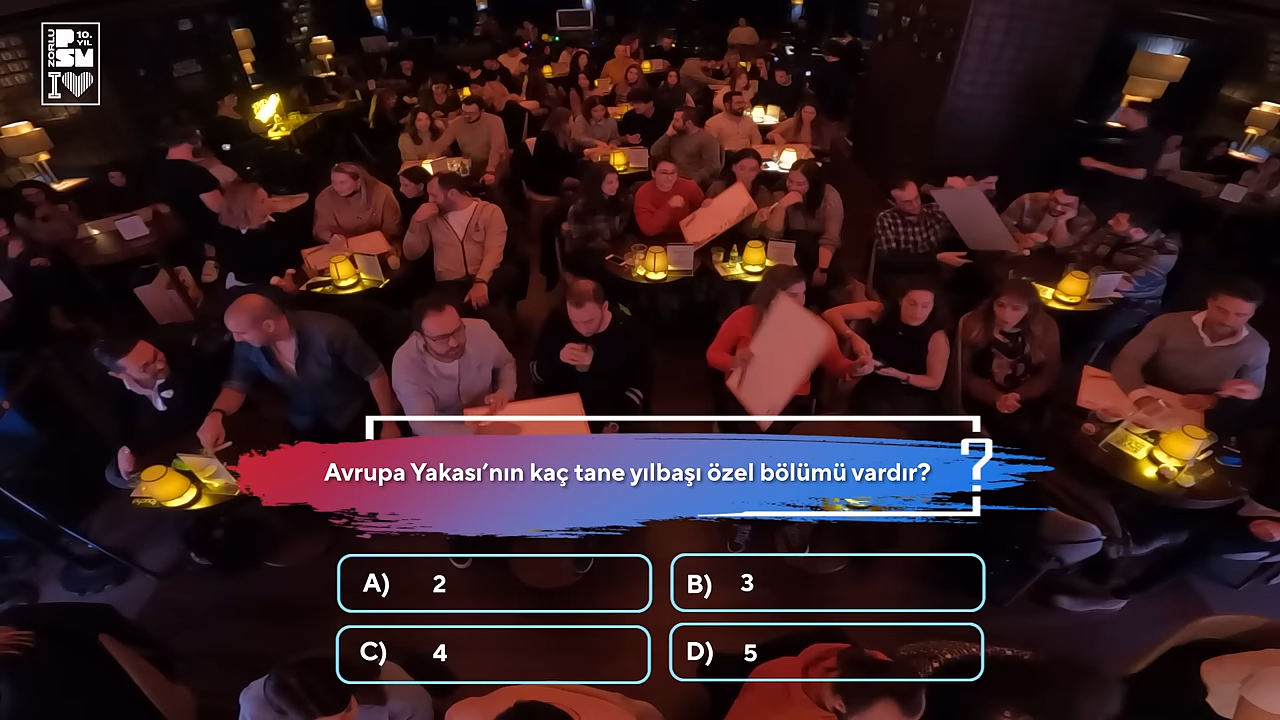 ZORLU
PSM
10.
YIL
I
Avrupa Yakası'nın kaç tane yılbaşı özel bölümü vardır?
?
A) 2
B) 3
C) 4
D) 5